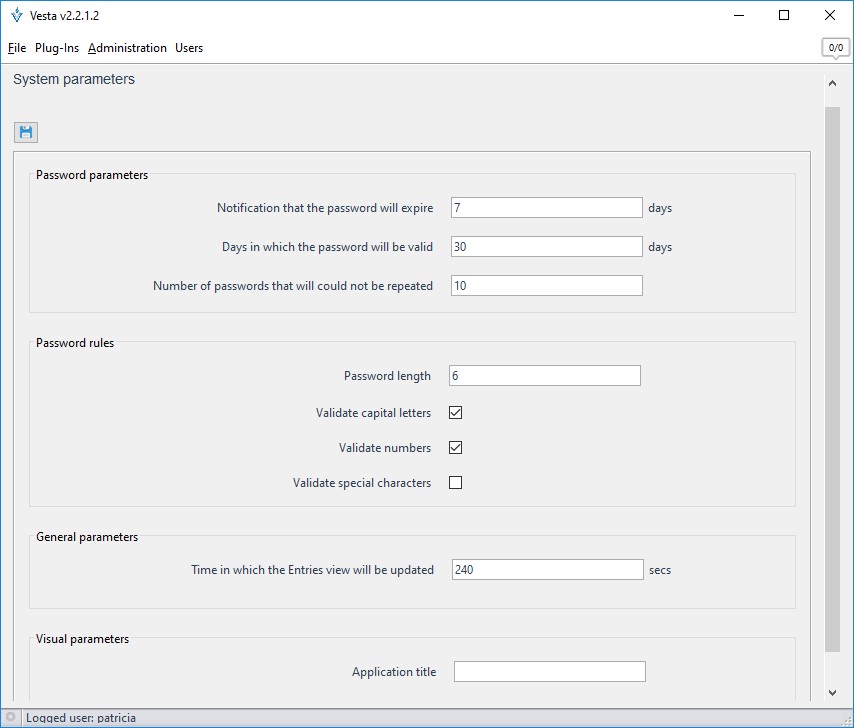 Vesta v2.2.1.2
File Plug-Ins Administration Users
0/0
System parameters
Password parameters
Notification that the password will expire 7 days
Days in which the password will be valid 30 days
Number of passwords that will could not be repeated 10
Password rules
Password length 6
Validate capital letters
Validate numbers
Validate special characters
General parameters
Time in which the Entries view will be updated 240 secs
Visual parameters
Application title
Logged user: patricia